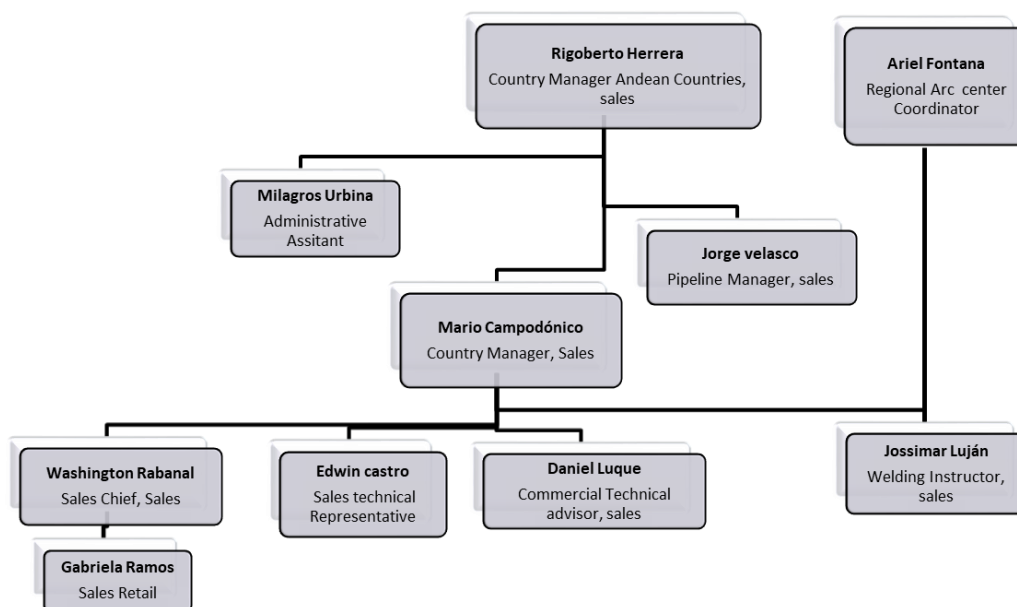 Rigoberto Herrera
Country Manager Andean Countries,
sales
Ariel Fontana
Regional Arc center
Coordinator
Milagros Urbina
Administrative
Assitant
Jorge velasco
Pipeline Manager, sales
Mario Campodónico
Country Manager, Sales
Washington Rabanal
Sales Chief, Sales
Edwin castro
Sales technical
Representative
Daniel Luque
Commercial Technical
advisor, sales
Jossimar Luján
Welding Instructor,
sales
Gabriela Ramos
Sales Retail